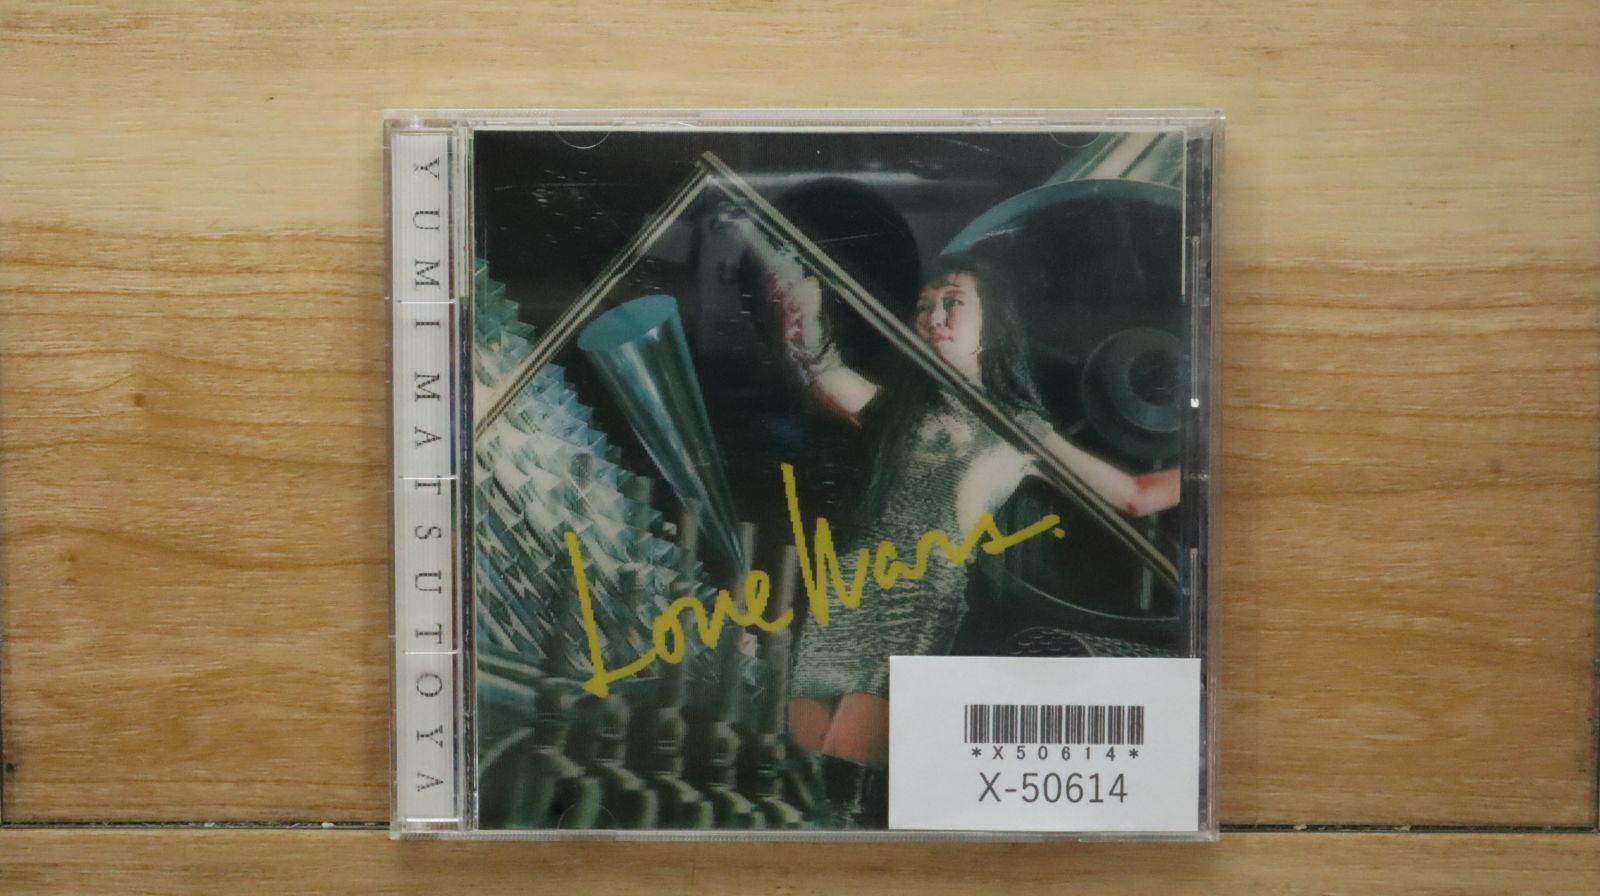 YUMI MATSUTOYA
Love Wars.
*X50614*
X-50614